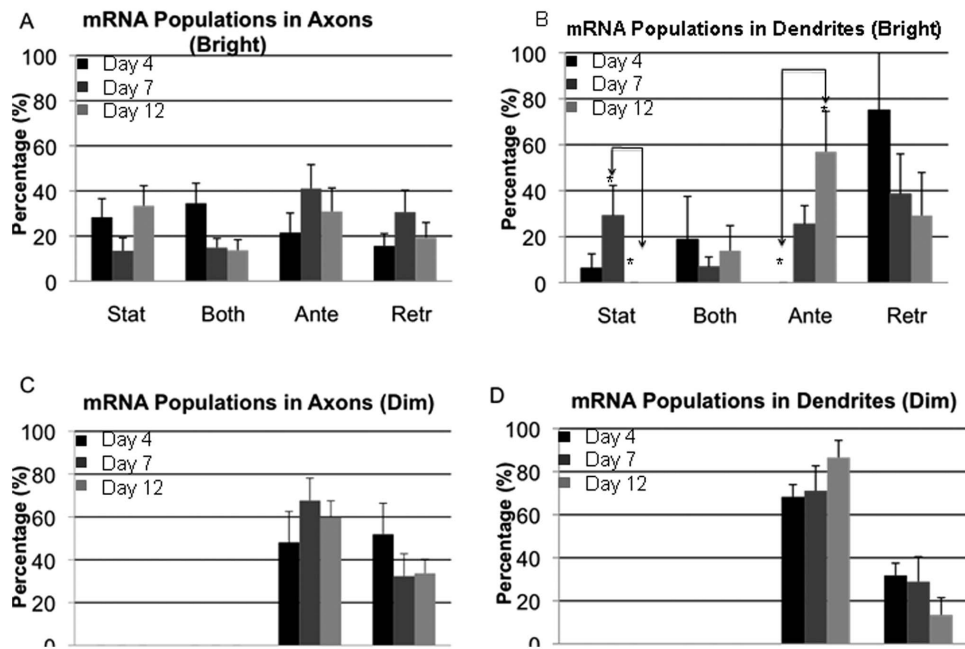 A
mRNA Populations in Axons
(Bright)
Percentage (%)
100
80
60
40
20
0
Day 4
Day 7
Day 12
Stat Both Ante Retr
B
mRNA Populations in Dendrites (Bright)
Percentage (%)
100
80
60
40
20
0
Day 4
Day 7
Day 12
*
*
*
*
Stat Both Ante Retr
C
mRNA Populations in Axons (Dim)
Percentage (%)
100
80
60
40
20
0
Day 4
Day 7
Day 12
D
mRNA Populations in Dendrites (Dim)
Percentage (%)
100
80
60
40
20
0
Day 4
Day 7
Day 12